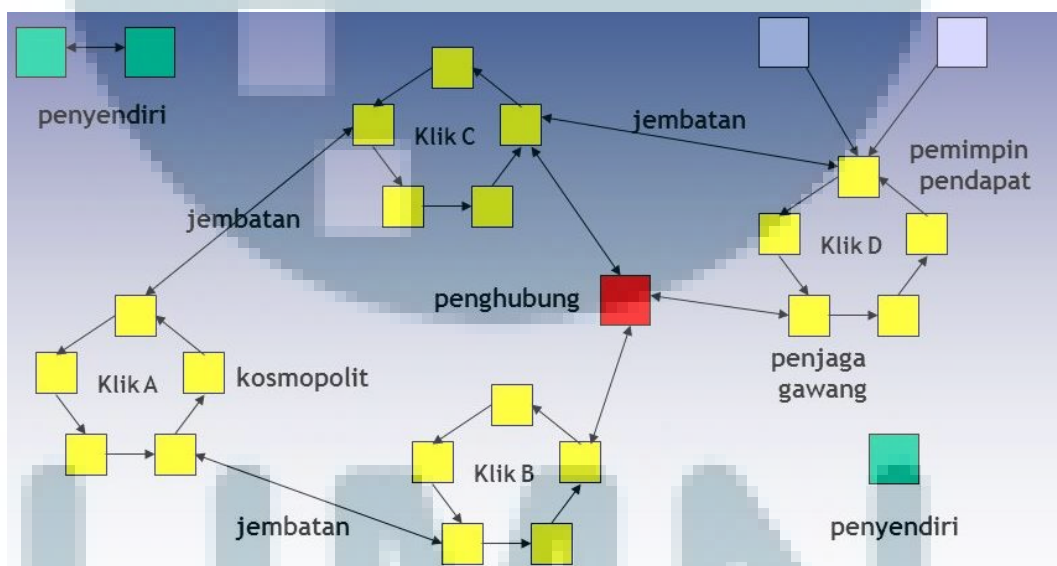 penyendiri
Klik C
jembatan
pemimpin
pendapat
jembatan
Klik D
penghubung
Klik A
kosmopolit
penjaga
gawang
Klik B
jembatan
penyendiri